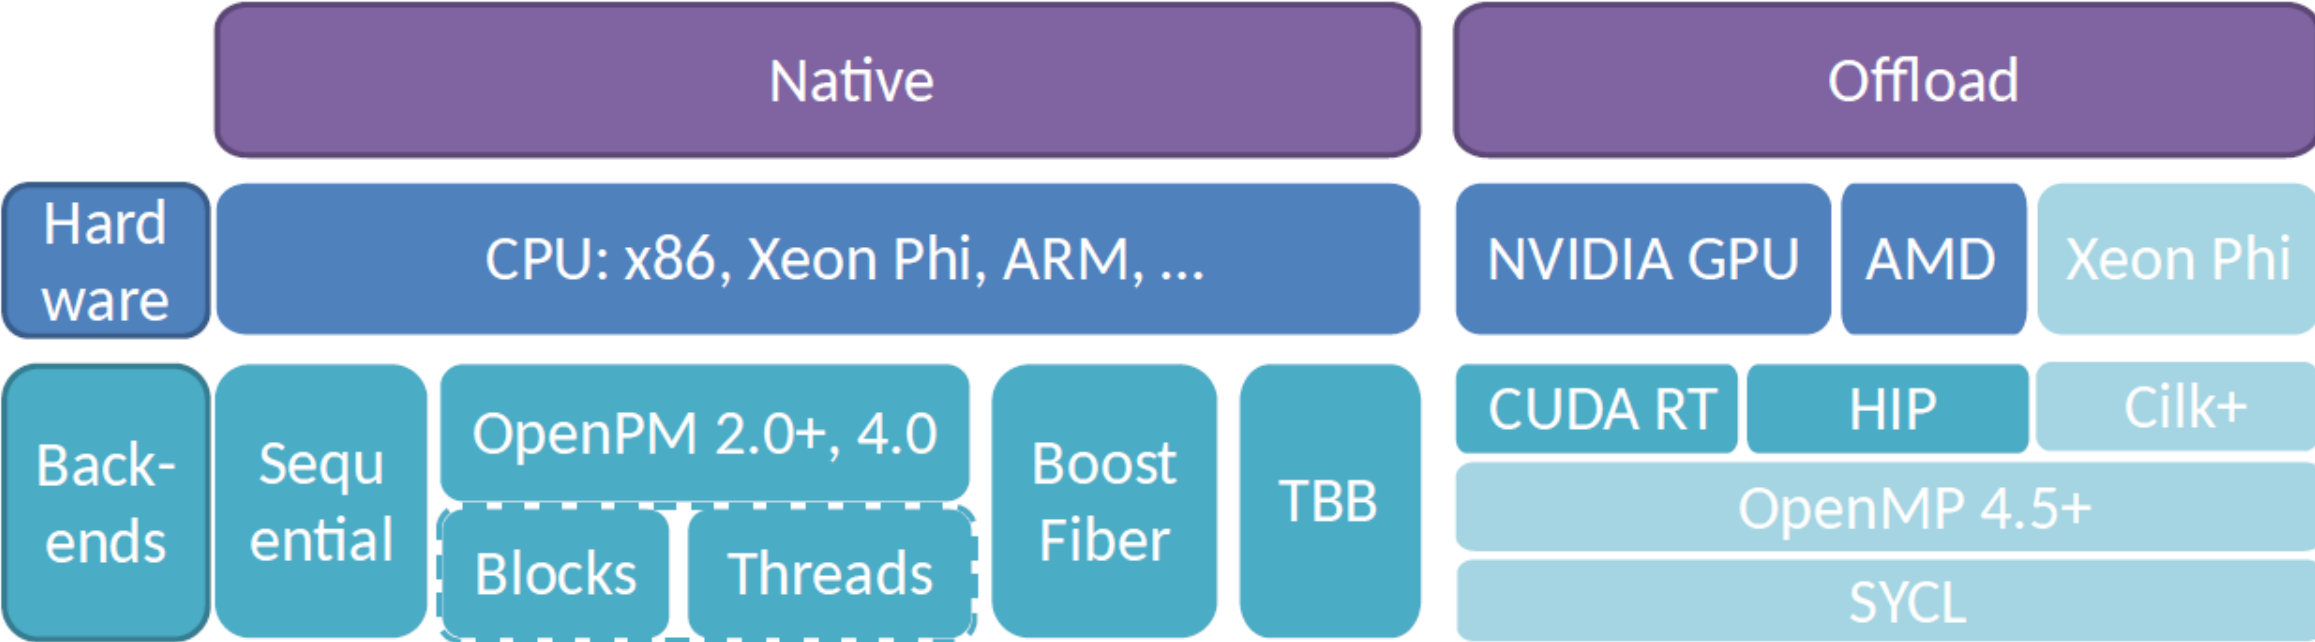 Native
Offload
Hard
ware
CPU: x86, Xeon Phi, ARM, ...
NVIDIA GPU
AMD
Xeon Phi
Back-
ends
Sequ
ential
OpenPM 2.0+, 4.0
Blocks
Threads
Boost
Fiber
TBB
CUDA RT
HIP
Cilk+
OpenMP 4.5+
SYCL